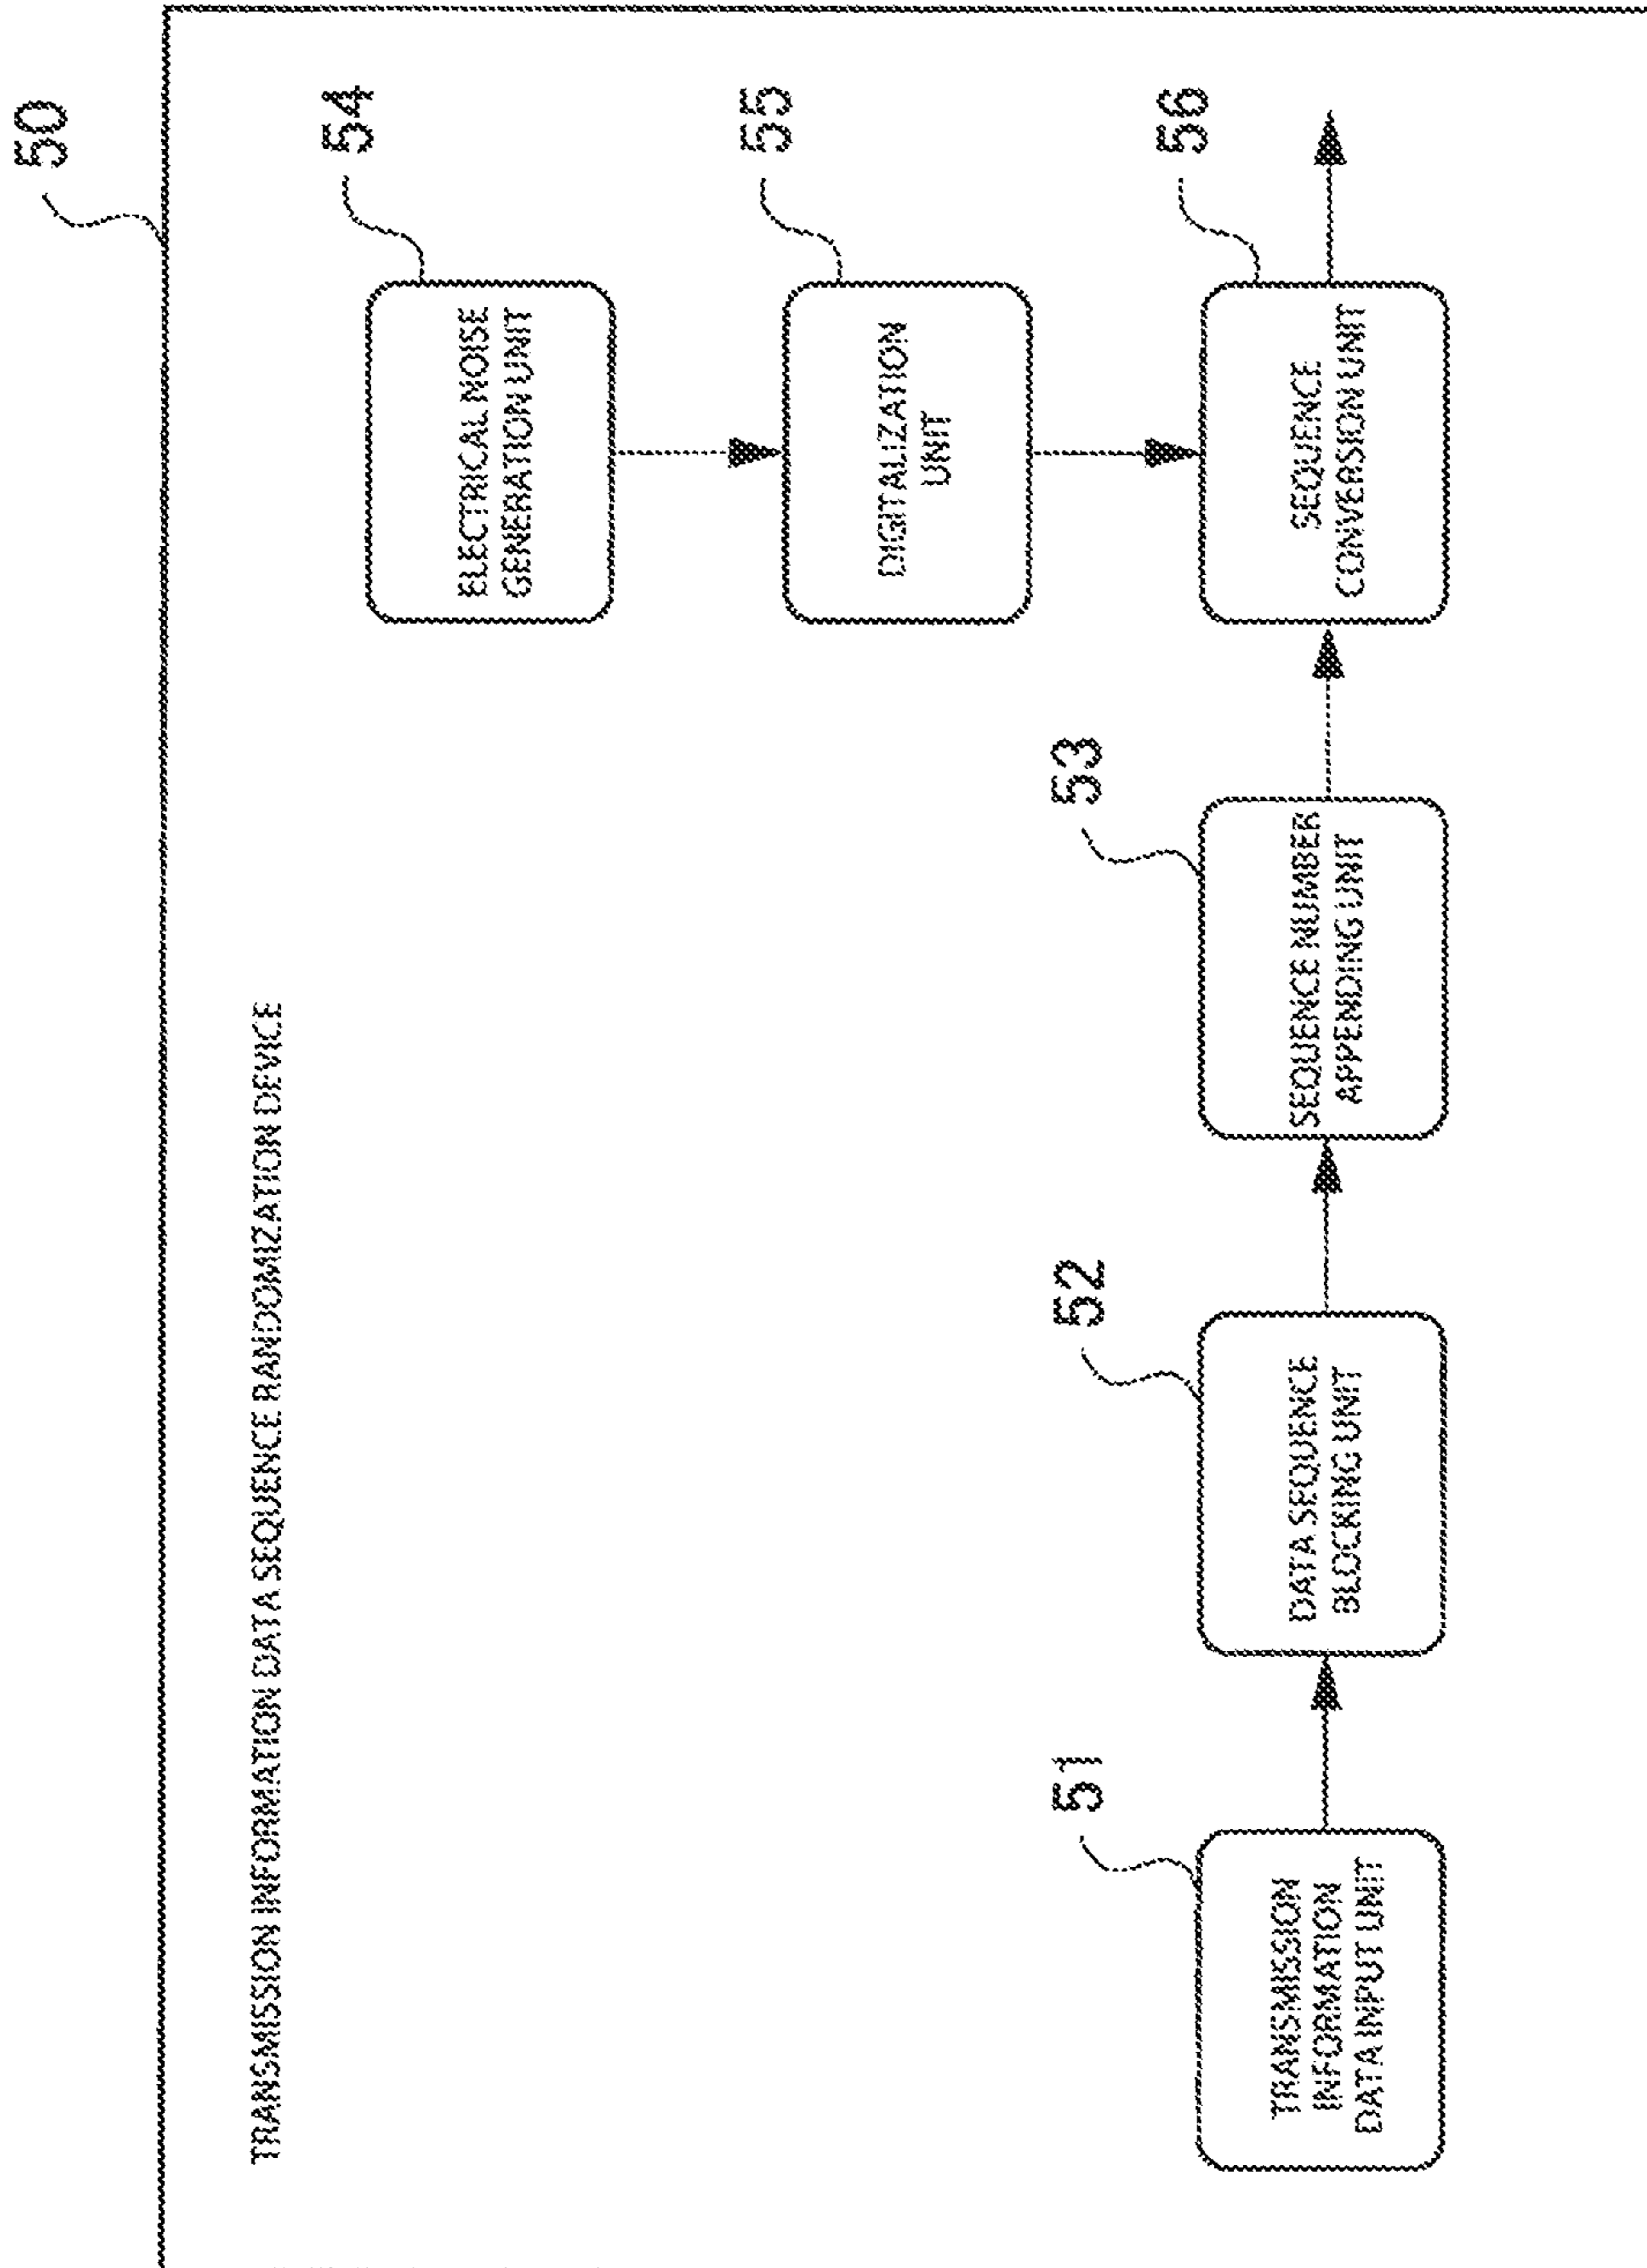 50
TRANSMISSION INFORMATION DATA SEQUENCE RANDOMIZATION DEVICE
54
ELECTRICAL NOISE
GENERATION UNIT
55
DIGITALIZATION
UNIT
51
TRANSMISSION
INFORMATION
DATA INPUT UNIT
52
DATA SEQUENCE
BLOCKING UNIT
53
SEQUENCE NUMBER
APPENDING UNIT
56
SEQUENCE
CONVERSION UNIT